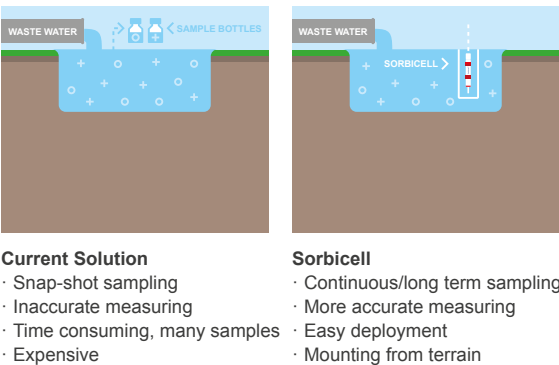 WASTE WATER
SAMPLE BOTTLES
Current Solution
· Snap-shot sampling
· Inaccurate measuring
· Time consuming, many samples
· Expensive
WASTE WATER
SORBICELL
Sorbicell
· Continuous/long term sampling
· More accurate measuring
· Easy deployment
· Mounting from terrain